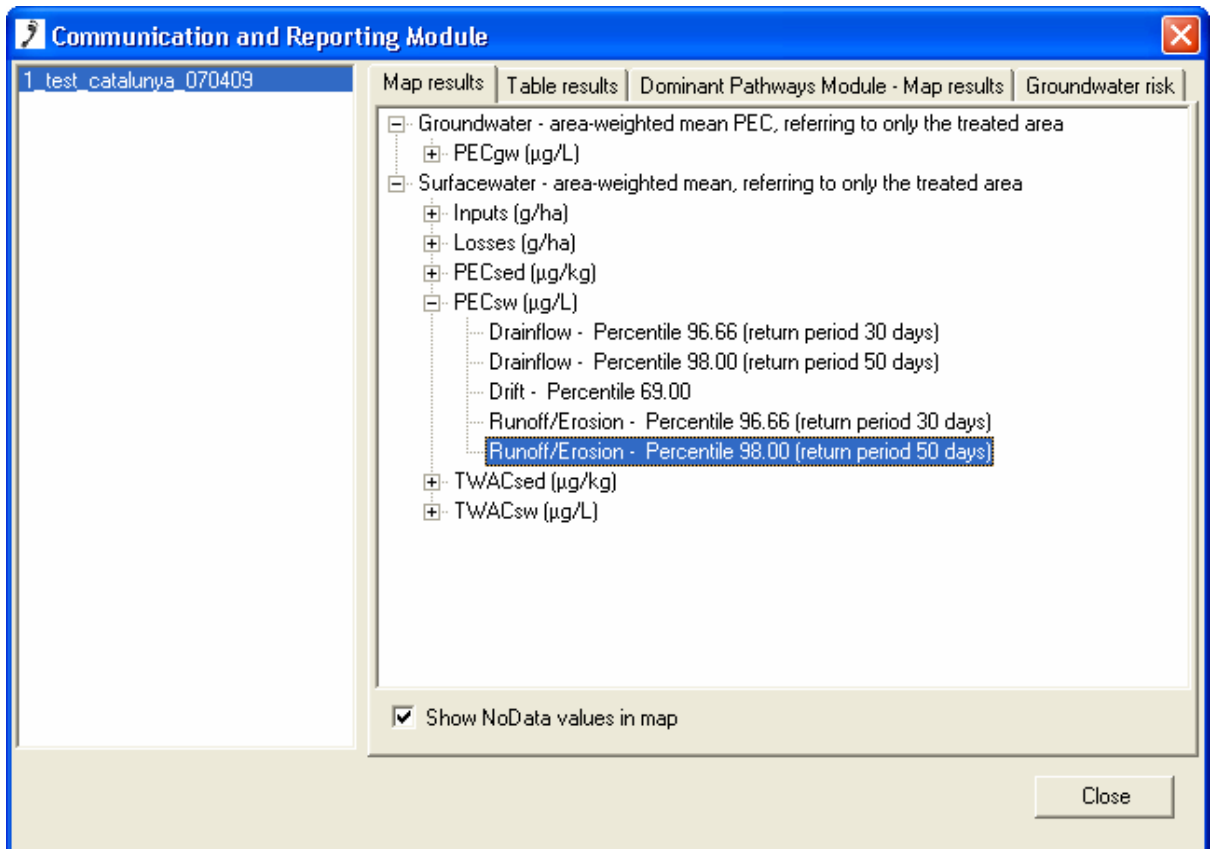 Communication and Reporting Module
1_test_catalunya_070409
Map results Table results Dominant Pathways Module - Map results Groundwater risk
Groundwater - area-weighted mean PEC, referring to only the treated area
PECgw (µg/L)
Surfacewater - area-weighted mean, referring to only the treated area
Inputs (g/ha)
Losses (g/ha)
PECsed (µg/kg)
PECsw (µg/L)
Drainflow - Percentile 96.66 (return period 30 days)
Drainflow - Percentile 98.00 (return period 50 days)
Drift - Percentile 69.00
Runoff/Erosion - Percentile 96.66 (return period 30 days)
Runoff/Erosion - Percentile 98.00 (return period 50 days)
TWACsed (µg/kg)
TWACsw (µg/L)
Show NoData values in map
Close